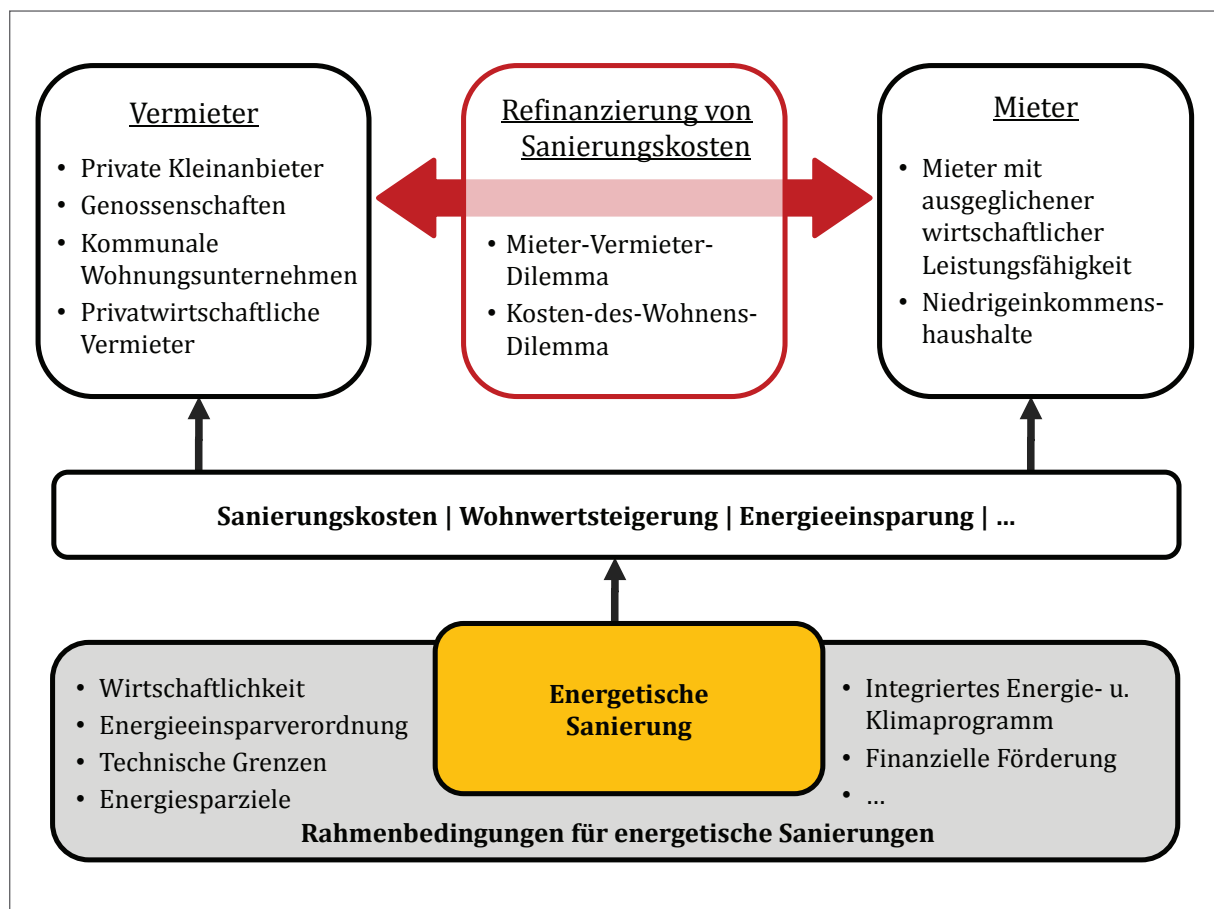 Vermieter
• Private Kleinanbieter
• Genossenschaften
• Kommunale
Wohnungsunternehmen
• Privatwirtschaftliche
Vermieter
Refinanzierung von
Sanierungskosten
• Mieter-Vermieter-
Dilemma
• Kosten-des-Wohnens-
Dilemma
Mieter
• Mieter mit
ausgeglichener
wirtschaftlicher
Leistungsfähigkeit
• Niedrigeinkommens-
haushalte
Sanierungskosten | Wohnwertsteigerung | Energieeinsparung | ...
• Wirtschaftlichkeit
• Energieeinsparverordnung
• Technische Grenzen
• Energiesparziele
Energetische
Sanierung
• Integriertes Energie- u.
Klimaprogramm
• Finanzielle Förderung
• ...
Rahmenbedingungen für energetische Sanierungen